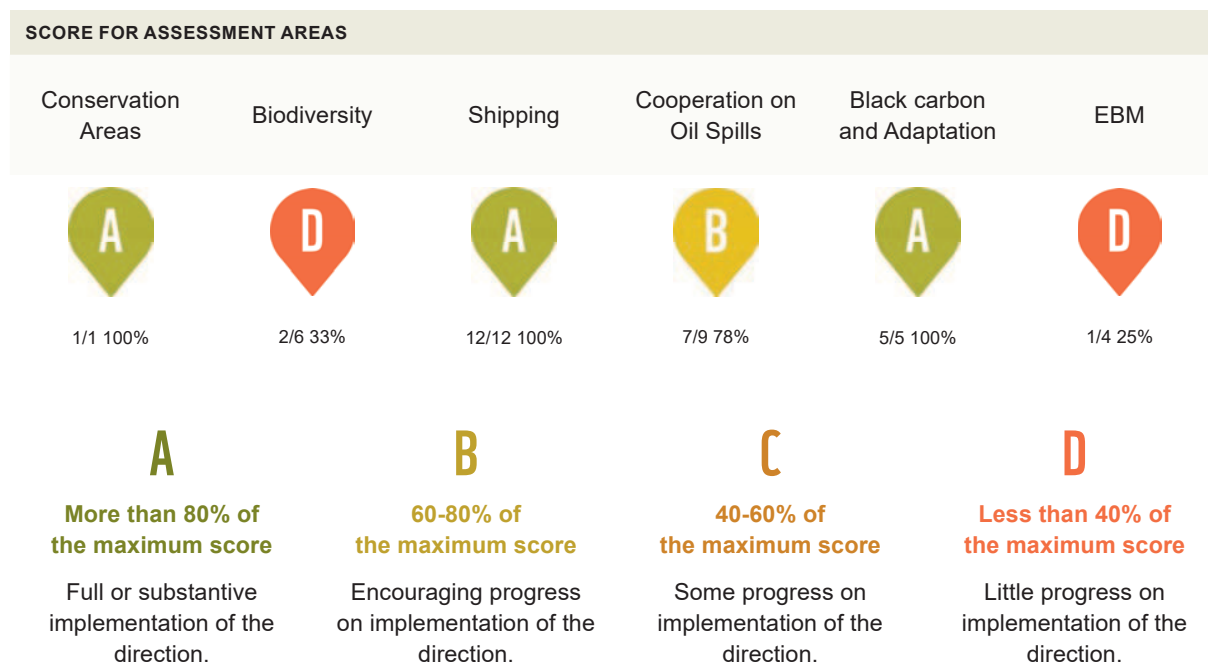 SCORE FOR ASSESSMENT AREAS
Conservation
Areas
Biodiversity
Shipping
Cooperation on
Oil Spills
Black carbon
and Adaptation
EBM
A
D
A
B
A
D
1/1 100%
2/6 33%
12/12 100%
7/9 78%
5/5 100%
1/4 25%
A
More than 80% of
the maximum score
Full or substantive
implementation of the
direction.
B
60-80% of
the maximum score
Encouraging progress
on implementation of the
direction.
C
40-60% of
the maximum score
Some progress on
implementation of the
direction.
D
Less than 40% of
the maximum score
Little progress on
implementation of the
direction.